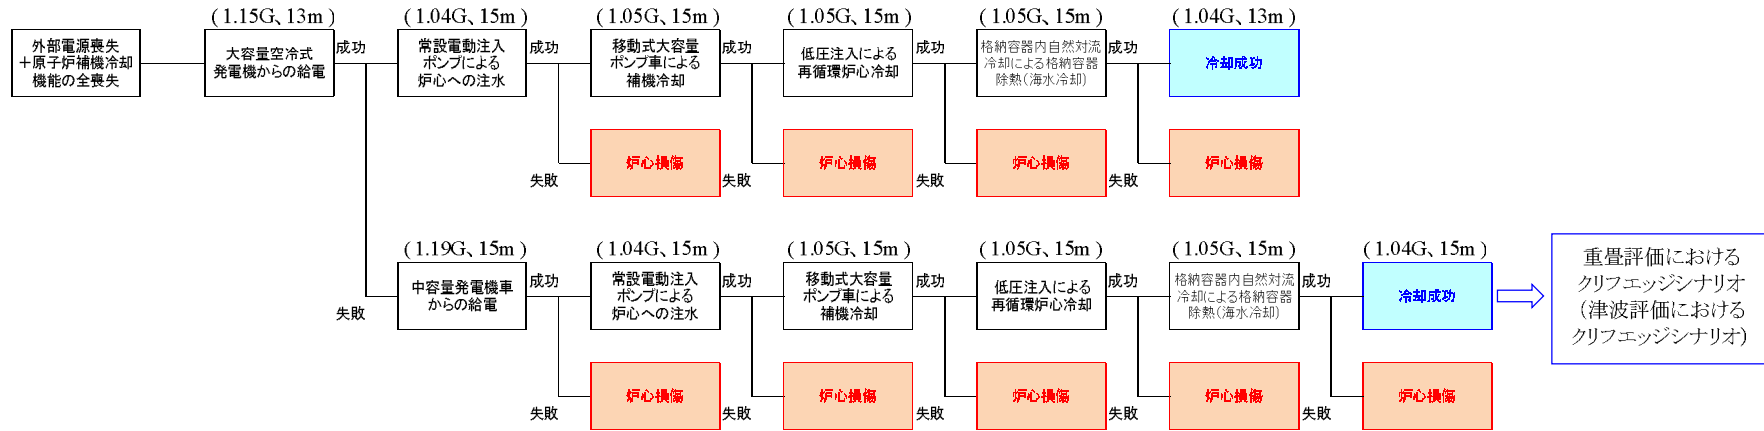 (1.15G、13m)
(1.04G、15m)
(1.05G、15m)
(1.05G、15m)
(1.05G、15m)
(1.04G、13m)
外部電源喪失
＋原子炉補機冷却
機能の全喪失
大容量空冷式
発電機からの給電
成功
常設電動注入
ポンプによる
炉心への注水
成功
移動式大容量
ポンプ車による
補機冷却
成功
低圧注入による
再循環炉心冷却
成功
格納容器内自然対流
冷却による格納容器
除熱(海水冷却)
成功
冷却成功
炉心損傷
炉心損傷
炉心損傷
炉心損傷
失敗
失敗
失敗
失敗
(1.19G、15m)
(1.04G、15m)
(1.05G、15m)
(1.05G、15m)
(1.05G、15m)
(1.04G、15m)
失敗
中容量発電機車
からの給電
成功
常設電動注入
ポンプによる
炉心への注水
成功
移動式大容量
ポンプ車による
補機冷却
成功
低圧注入による
再循環炉心冷却
成功
格納容器内自然対流
冷却による格納容器
除熱(海水冷却)
成功
冷却成功
重畳評価における
クリフエッジシナリオ
（津波評価における
クリフエッジシナリオ）
炉心損傷
炉心損傷
炉心損傷
炉心損傷
炉心損傷
失敗
失敗
失敗
失敗
失敗